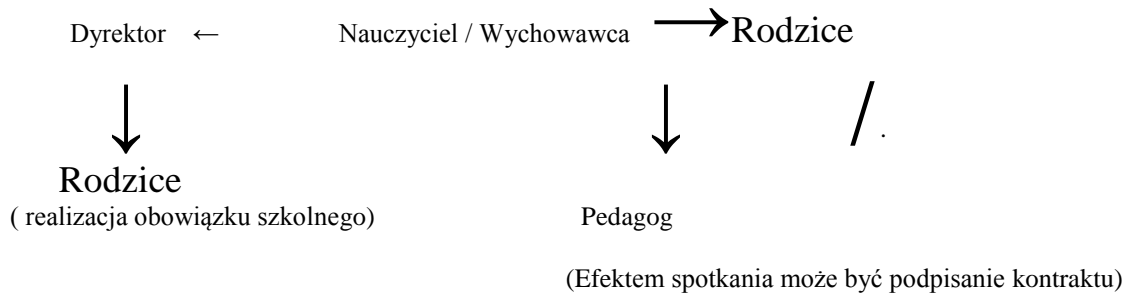 Dyrektor ← Nauczyciel / Wychowawca → Rodzice
↓ ↓ / .
Rodzice
( realizacja obowiązku szkolnego) Pedagog
(Efektem spotkania może być podpisanie kontraktu)